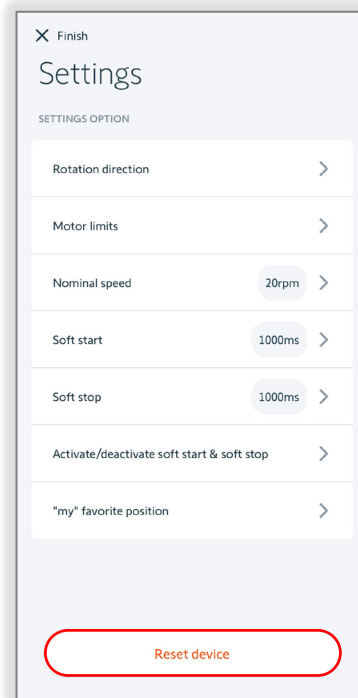 Finish
Settings
SETTINGS OPTION
Rotation direction
Motor limits
Nominal speed 20rpm
Soft start 1000ms
Soft stop 1000ms
Activate/deactivate soft start & soft stop
"my" favorite position
Reset device